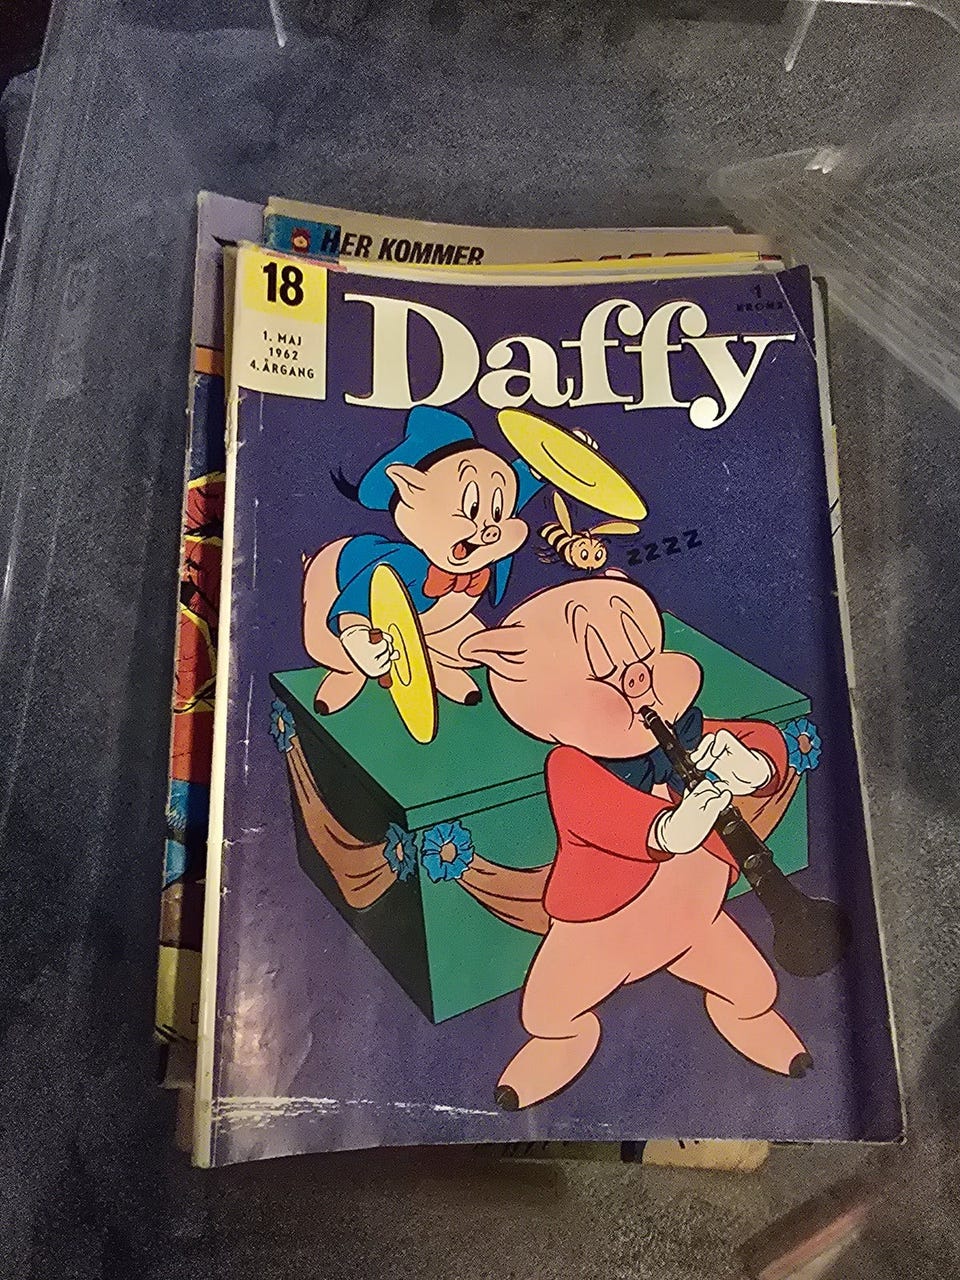 HER KOMMER
18
1. MAJ
1962
4. ÅRGANG
Daffy
1
KRONE
ZZZZ